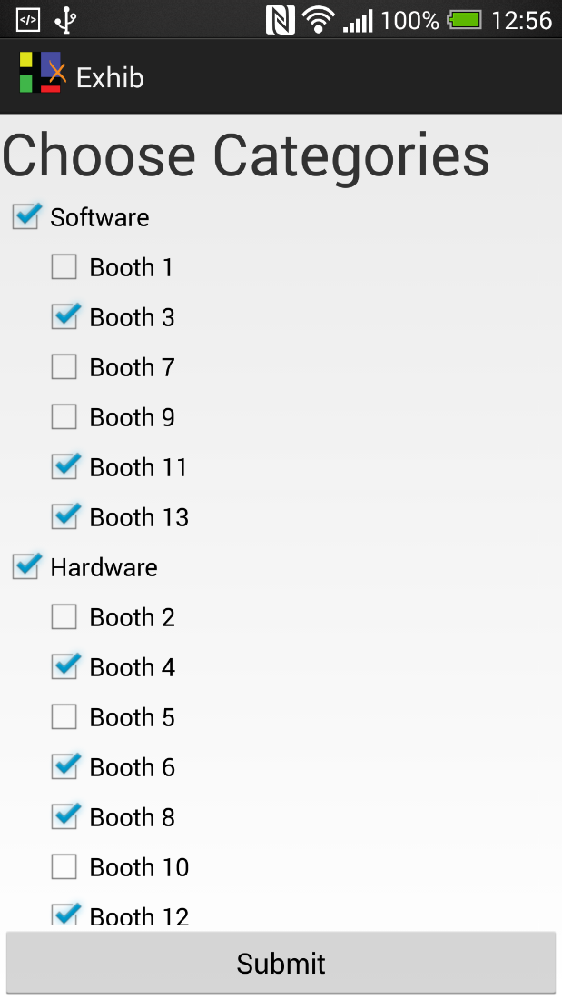 100% 12:56
Exhib
Choose Categories
Software
Booth 1
Booth 3
Booth 7
Booth 9
Booth 11
Booth 13
Hardware
Booth 2
Booth 4
Booth 5
Booth 6
Booth 8
Booth 10
Booth 12
Submit